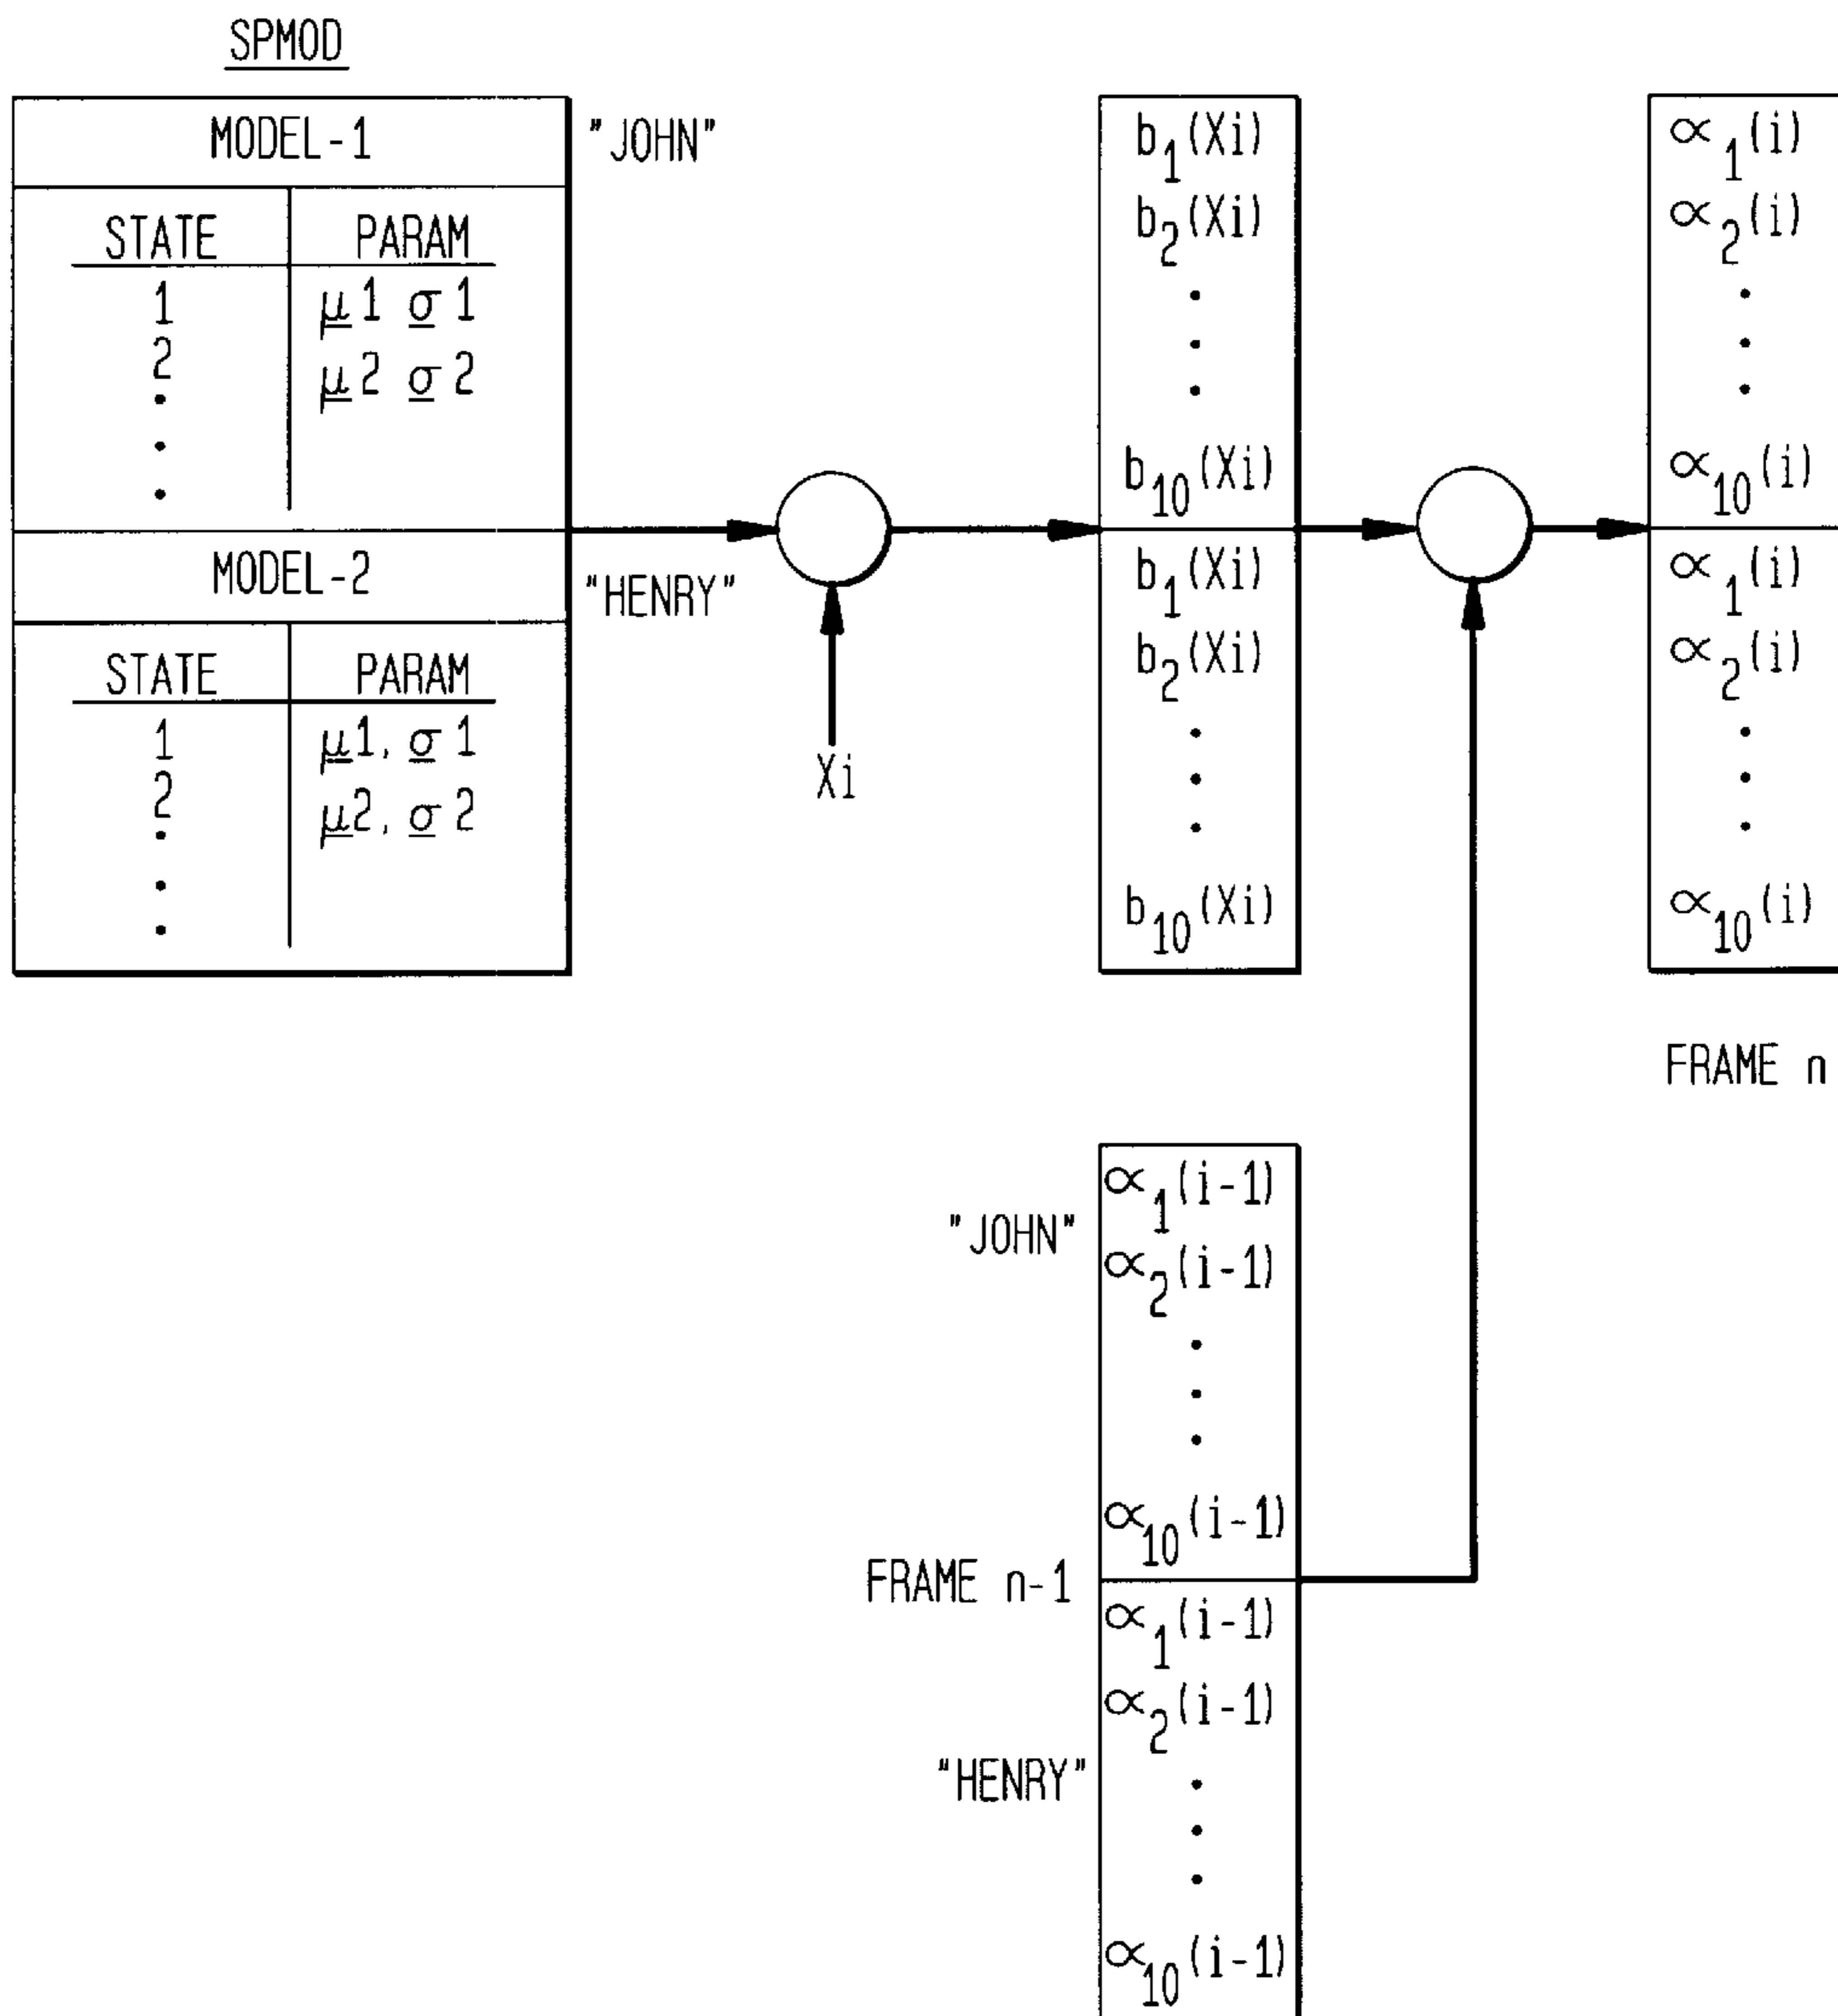 SPMOD
MODEL-1
"JOHN"
STATE PARAM
1 µ1 σ1
2 µ2 σ2
MODEL-2
"HENRY"
STATE PARAM
1 µ1, σ1
2 µ2, σ2
Xi
b1(Xi)
b2(Xi)
b10(Xi)
b1(Xi)
b2(Xi)
b10(Xi)
∝1(i)
∝2(i)
∝10(i)
∝1(i)
∝2(i)
∝10(i)
FRAME n
"JOHN"
∝1(i-1)
∝2(i-1)
∝10(i-1)
FRAME n-1
∝1(i-1)
∝2(i-1)
"HENRY"
∝10(i-1)